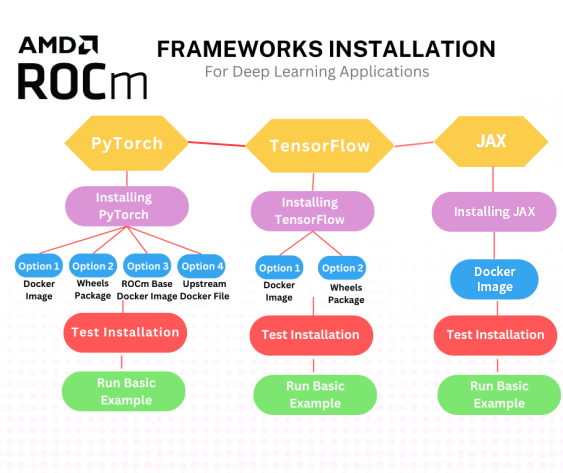 AMD
ROCm
FRAMEWORKS INSTALLATION
For Deep Learning Applications
PyTorch
TensorFlow
JAX
Installing
PyTorch
Installing
TensorFlow
Installing JAX
Option 1
Option 2
Option 3
Option 4
Docker
Image
Wheels
Package
ROCm Base
Docker Image
Upstream
Docker File
Option 1
Option 2
Docker
Image
Wheels
Package
Docker
Image
Test Installation
Test Installation
Test Installation
Run Basic
Example
Run Basic
Example
Run Basic
Example